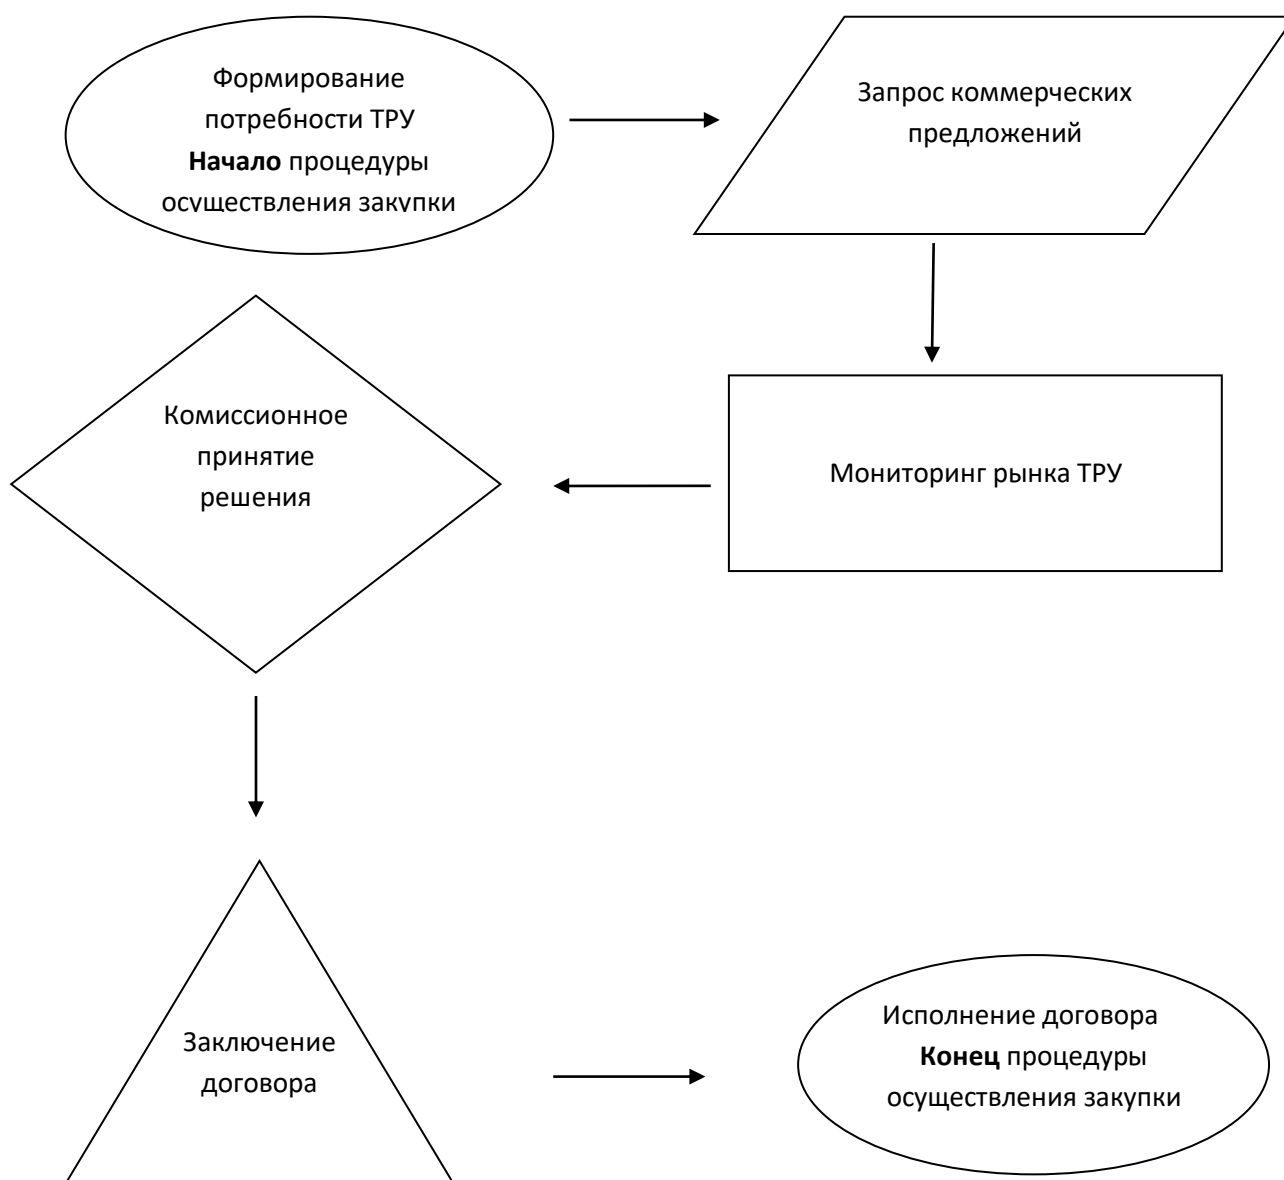 Формирование
потребности ТРУ
Начало процедуры
осуществления закупки
Запрос коммерческих
предложений
Мониторинг рынка ТРУ
Комиссионное
принятие
решения
Заключение
договора
Исполнение договора
Конец процедуры
осуществления закупки